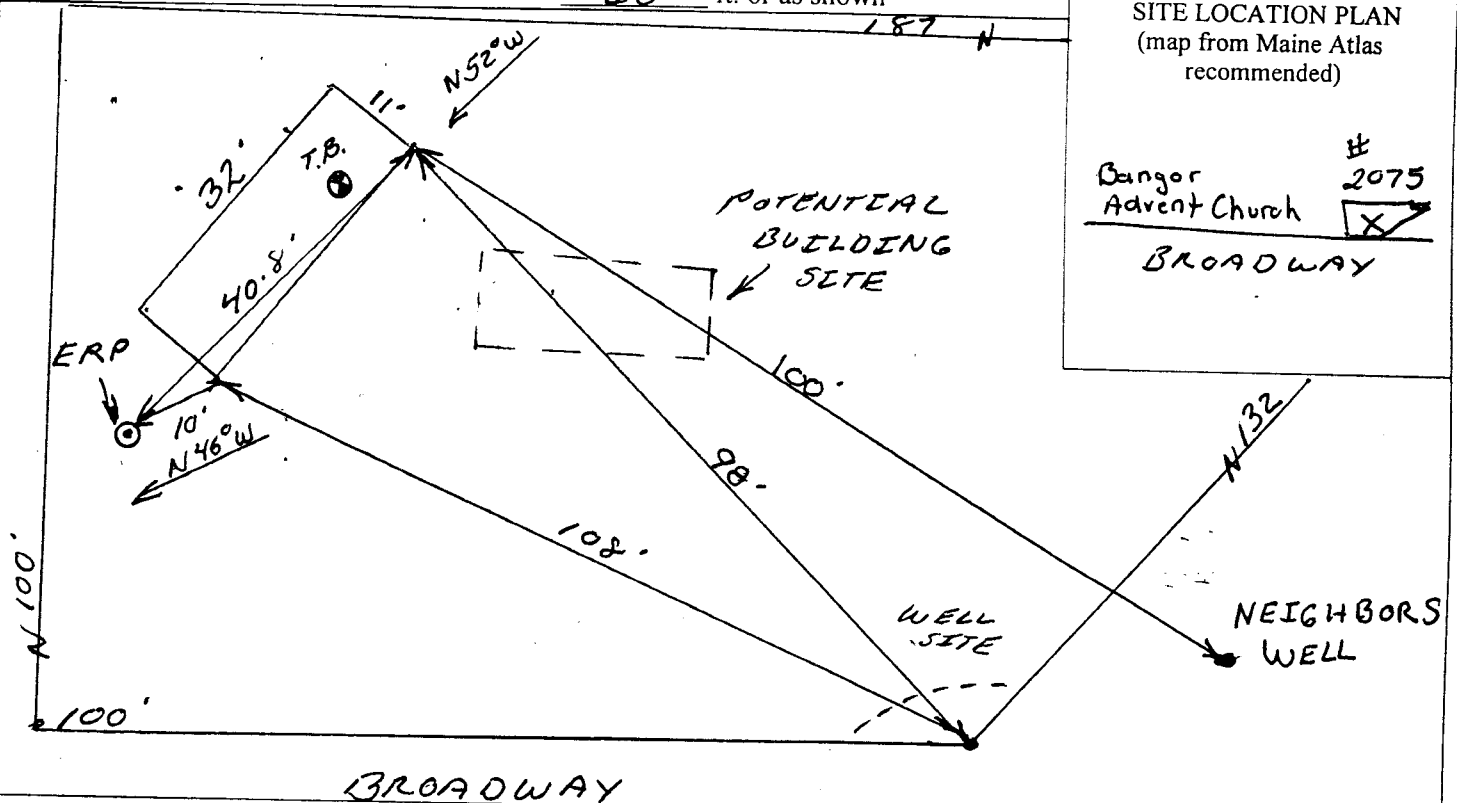 ft. or as shown
187 N
SITE LOCATION PLAN
(map from Maine Atlas
recommended)
#
Bangor 2075
Advent Church X
BROADWAY
N52°W
11'
T.B.
32'
40.8'
POTENTIAL
BUILDING
SITE
ERP
10'
N46°W
100'
98'
108'
N132
N 100'
WELL
SITE
NEIGHBORS
WELL
100'
BROADWAY